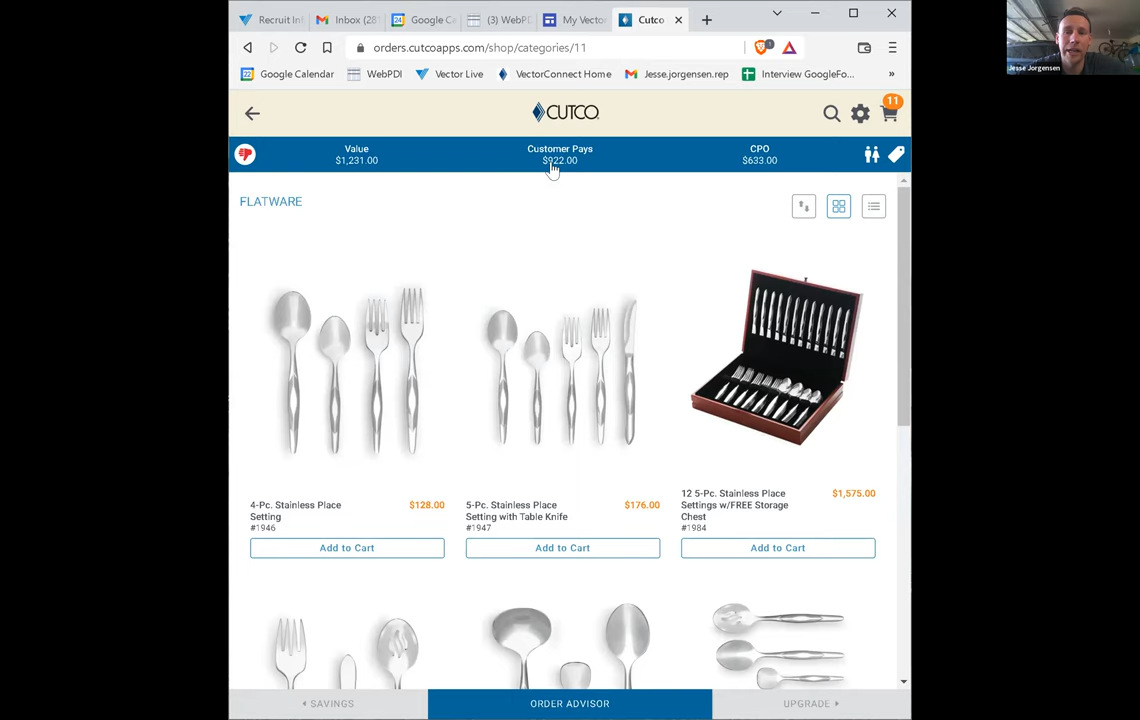 Recruit In
Inbox (28
Google Ca
(3) WebP
My Vecto
Cutco
orders.cutcoapps.com/shop/categories/11
1
22 Google Calendar
WebPDI
Vector Live
VectorConnect Home
Jesse.jorgensen.rep
Interview GoogleFo...
»
CUTCO
11
Value
$1,231.00
Customer Pays
$922.00
CPO
$633.00
FLATWARE
4-Pc. Stainless Place
Setting
#1946
$128.00
5-Pc. Stainless Place
Setting with Table Knife
#1947
$176.00
12 5-Pc. Stainless Place
Settings w/FREE Storage
Chest
#1984
$1,575.00
Add to Cart
Add to Cart
Add to Cart
SAVINGS
ORDER ADVISOR
UPGRADE
Jesse Jorgensen